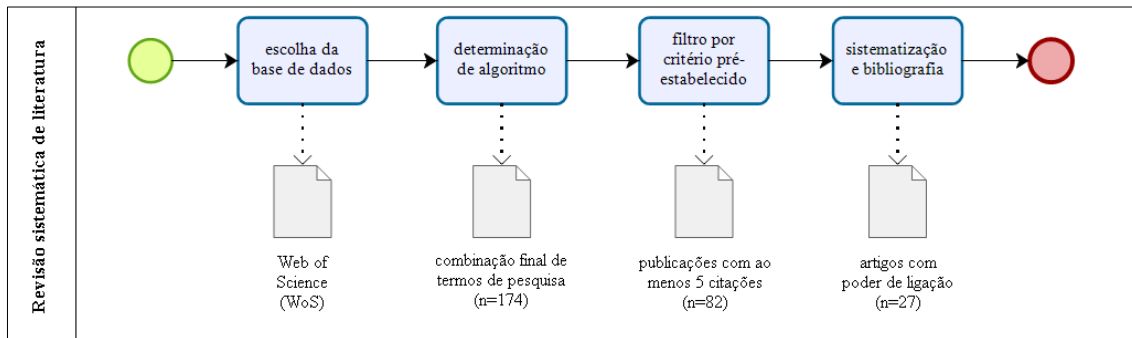 Revisão sistemática de literatura
escolha da
base de dados
determinação
de algoritmo
filtro por
critério pré-
estabelecido
sistematização
e bibliografia
Web of
Science
(WoS)
combinação final de
termos de pesquisa
(n=174)
publicações com ao
menos 5 citações
(n=82)
artigos com
poder de ligação
(n=27)